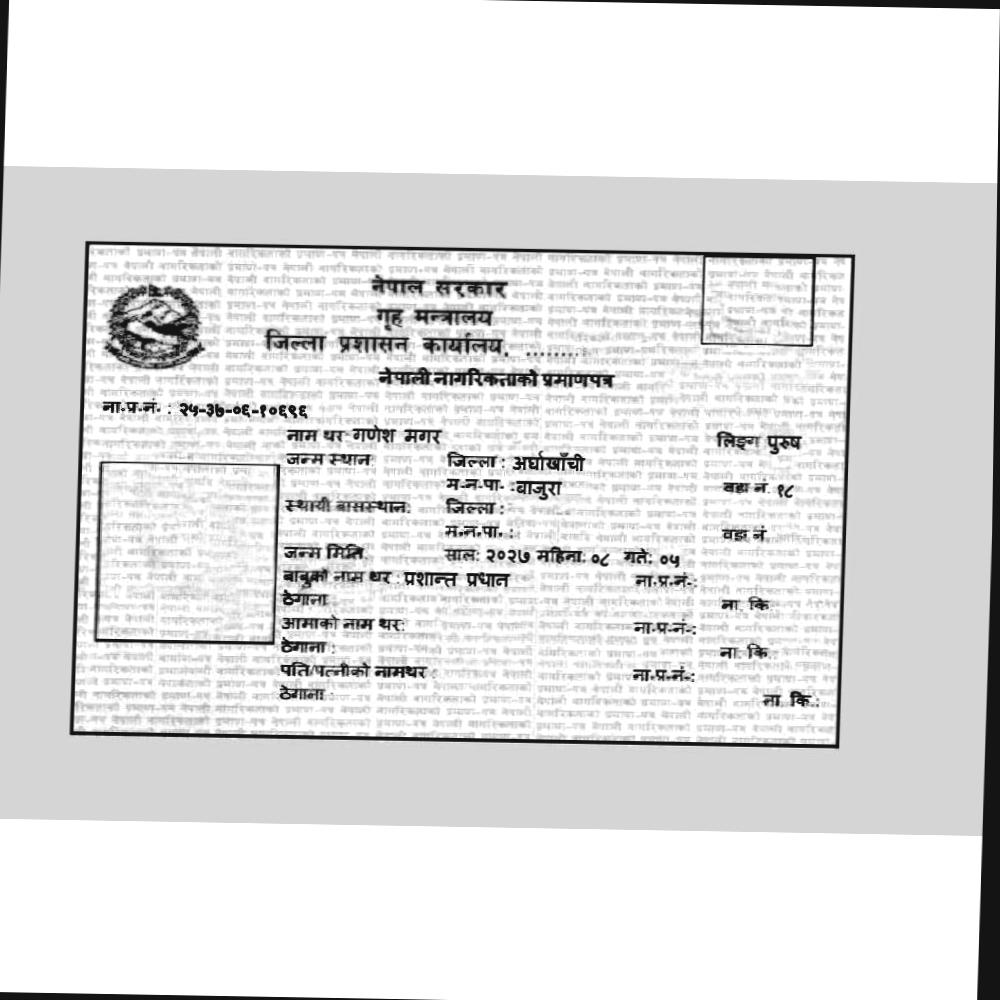 नेपाल सरकार
गृह मन्त्रालय
जिल्ला प्रशासन कार्यालय, ........
नेपाली नागरिकताको प्रमाणपत्र
ना.प्र.नं. : २५-३७-०६-१०६९६
नाम थर: गणेश मगर लिङ्ग पुरुष
जन्म स्थान: जिल्ला : अर्घाखाँची
म.न.पा. :बाजुरा वडा नं. १८
स्थायी बासस्थान: जिल्ला :
म.न.पा. : वडा नं.
जन्म मिति: साल: २०२७ महिना: ०८ गते: ०५
बाबुको नाम थर : प्रशान्त प्रधान ना.प्र.नं.:
ठेगाना ना. कि.
आमाको नाम थर: ना.प्र.नं.:
ठेगाना : ना. कि.:
पति/पत्नीको नामथर : ना.प्र.नं.:
ठेगाना : ना. कि.: